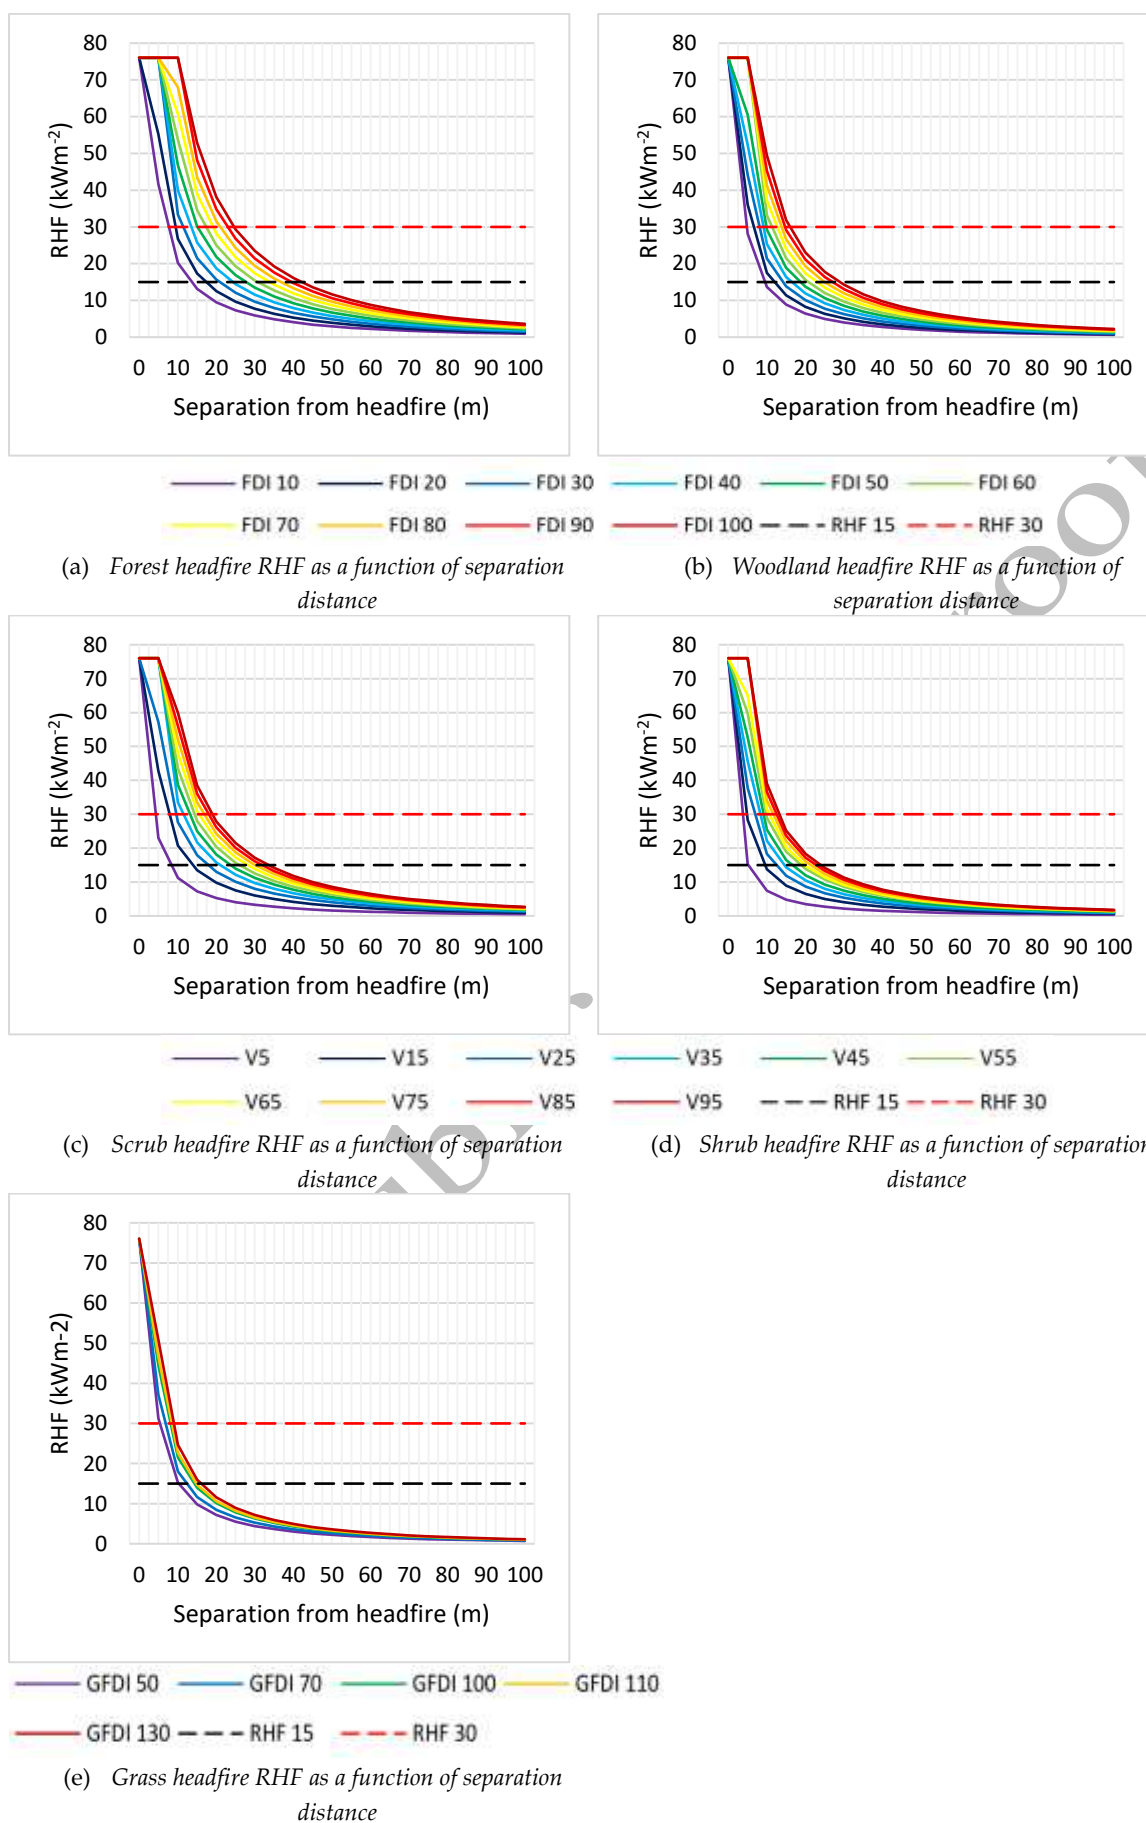 80
70
60
50
40
30
20
10
0
RHF (kWm-2)
0 10 20 30 40 50 60 70 80 90 100
Separation from headfire (m)
80
70
60
50
40
30
20
10
0
RHF (kWm-2)
0 10 20 30 40 50 60 70 80 90 100
Separation from headfire (m)
FDI 10 FDI 20 FDI 30 FDI 40 FDI 50 FDI 60
FDI 70 FDI 80 FDI 90 FDI 100 RHF 15 RHF 30
(a) Forest headfire RHF as a function of separation
distance
(b) Woodland headfire RHF as a function of
separation distance
80
70
60
50
40
30
20
10
0
RHF (kWm-2)
0 10 20 30 40 50 60 70 80 90 100
Separation from headfire (m)
80
70
60
50
40
30
20
10
0
RHF (kWm-2)
0 10 20 30 40 50 60 70 80 90 100
Separation from headfire (m)
V5 V15 V25 V35 V45 V55
V65 V75 V85 V95 RHF 15 RHF 30
(c) Scrub headfire RHF as a function of separation
distance
(d) Shrub headfire RHF as a function of separation
distance
80
70
60
50
40
30
20
10
0
RHF (kWm-2)
0 10 20 30 40 50 60 70 80 90 100
Separation from headfire (m)
GFDI 50 GFDI 70 GFDI 100 GFDI 110
GFDI 130 RHF 15 RHF 30
(e) Grass headfire RHF as a function of separation
distance